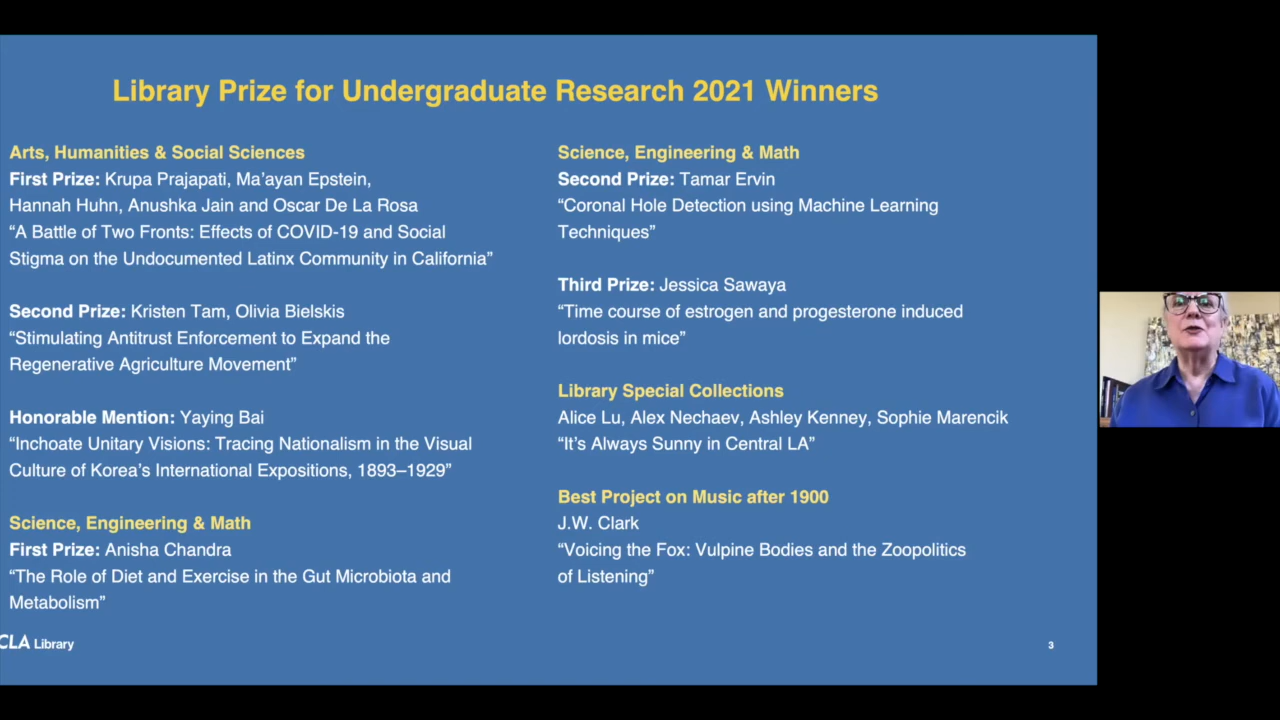 Library Prize for Undergraduate Research 2021 Winners
Arts, Humanities & Social Sciences
First Prize: Krupa Prajapati, Ma’ayan Epstein,
Hannah Huhn, Anushka Jain and Oscar De La Rosa
“A Battle of Two Fronts: Effects of COVID-19 and Social
Stigma on the Undocumented Latinx Community in California”
Second Prize: Kristen Tam, Olivia Bielskis
“Stimulating Antitrust Enforcement to Expand the
Regenerative Agriculture Movement”
Honorable Mention: Yaying Bai
“Inchoate Unitary Visions: Tracing Nationalism in the Visual
Culture of Korea’s International Expositions, 1893–1929”
Science, Engineering & Math
First Prize: Anisha Chandra
“The Role of Diet and Exercise in the Gut Microbiota and
Metabolism”
Science, Engineering & Math
Second Prize: Tamar Ervin
“Coronal Hole Detection using Machine Learning
Techniques”
Third Prize: Jessica Sawaya
“Time course of estrogen and progesterone induced
lordosis in mice”
Library Special Collections
Alice Lu, Alex Nechaev, Ashley Kenney, Sophie Marencik
“It’s Always Sunny in Central LA”
Best Project on Music after 1900
J.W. Clark
“Voicing the Fox: Vulpine Bodies and the Zoopolitics
of Listening”
CLA Library
3